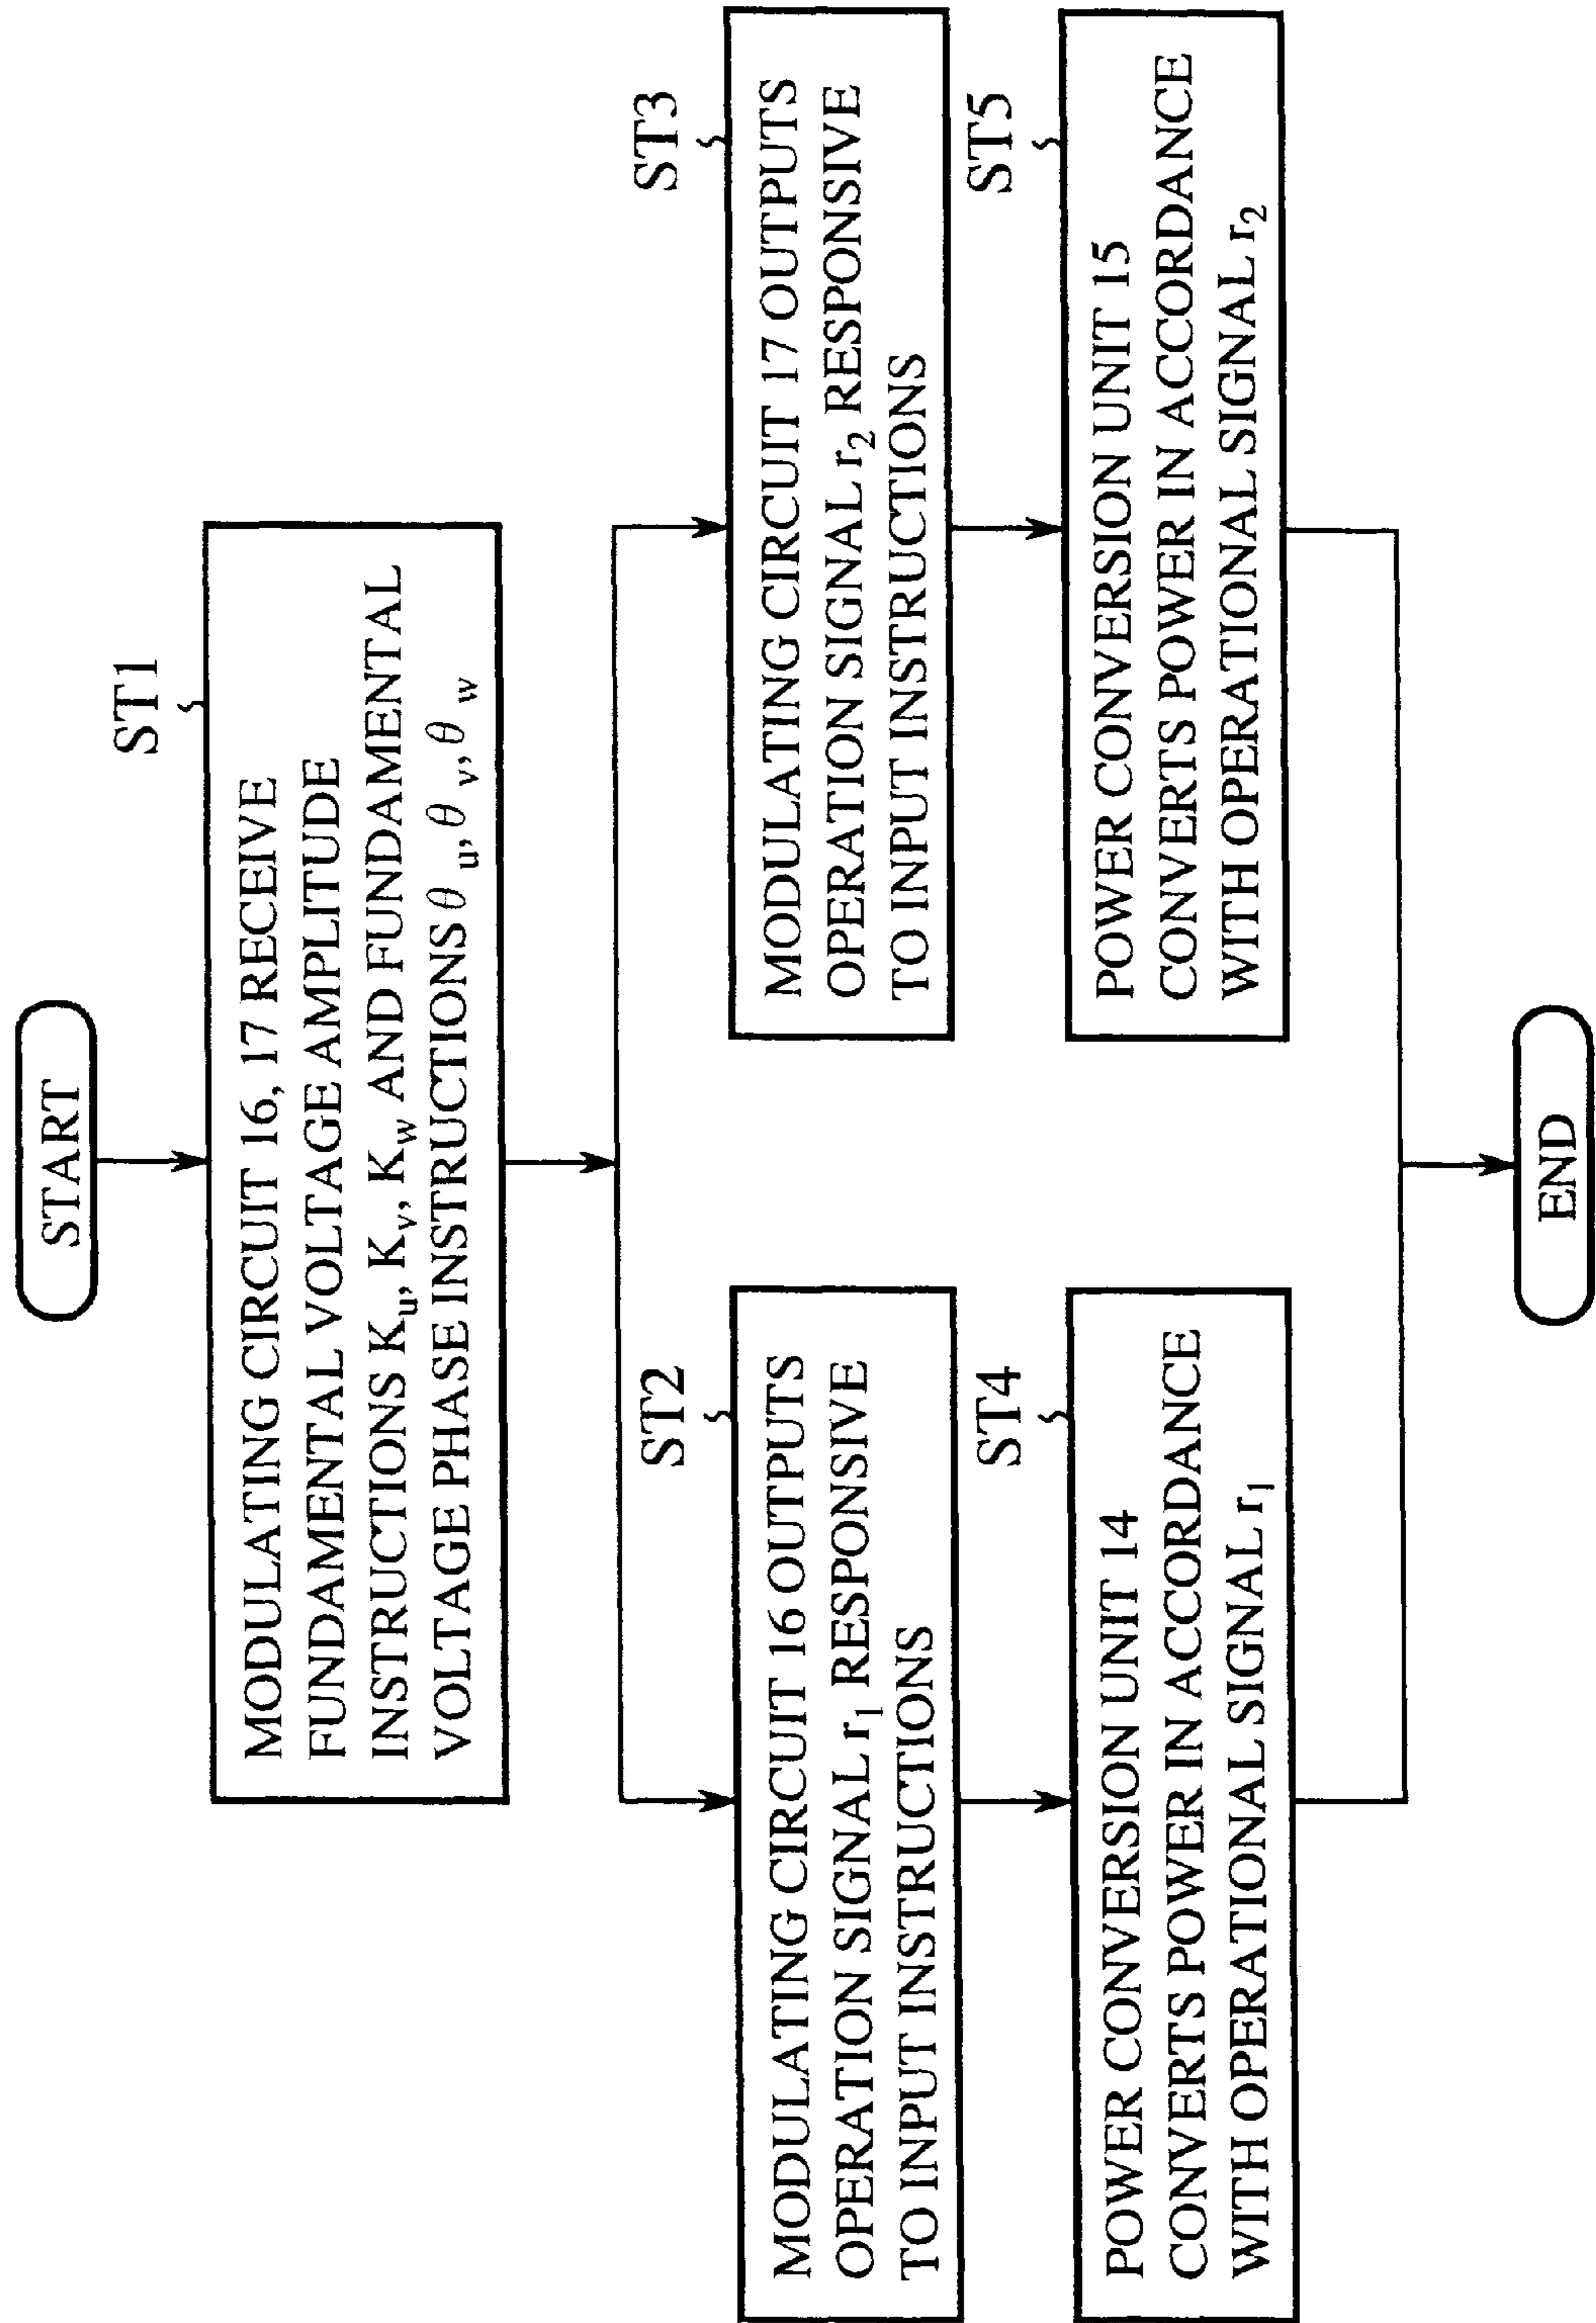 START
ST1
MODULATING CIRCUIT 16, 17 RECEIVE
FUNDAMENTAL VOLTAGE AMPLITUDE
INSTRUCTIONS Kᵤ, Kᵥ, K_w AND FUNDAMENTAL
VOLTAGE PHASE INSTRUCTIONS θᵤ, θᵥ, θ_w
ST2
MODULATING CIRCUIT 16 OUTPUTS
OPERATION SIGNAL r₁ RESPONSIVE
TO INPUT INSTRUCTIONS
ST3
MODULATING CIRCUIT 17 OUTPUTS
OPERATION SIGNAL r₂ RESPONSIVE
TO INPUT INSTRUCTIONS
ST4
POWER CONVERSION UNIT 14
CONVERTS POWER IN ACCORDANCE
WITH OPERATIONAL SIGNAL r₁
ST5
POWER CONVERSION UNIT 15
CONVERTS POWER IN ACCORDANCE
WITH OPERATIONAL SIGNAL r₂
END